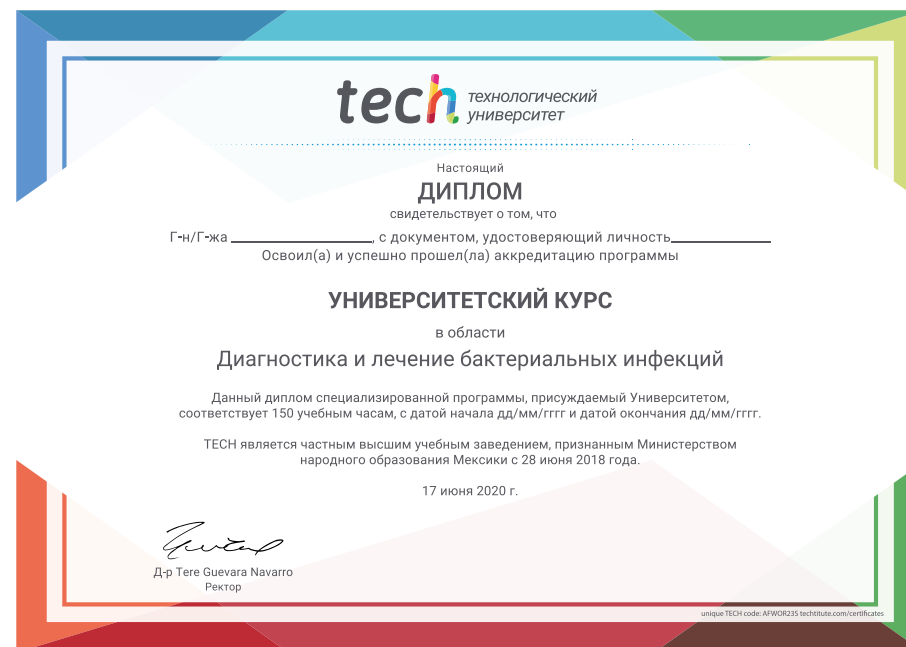 tech технологический
университет
Настоящий
ДИПЛОМ
свидетельствует о том, что
Г-н/Г-жа ________________, с документом, удостоверяющий личность____________
Освоил(а) и успешно прошел(ла) аккредитацию программы
УНИВЕРСИТЕТСКИЙ КУРС
в области
Диагностика и лечение бактериальных инфекций
Данный диплом специализированной программы, присуждаемый Университетом,
соответствует 150 учебным часам, с датой начала дд/мм/гггг и датой окончания дд/мм/гггг.
TECH является частным высшим учебным заведением, признанным Министерством
народного образования Мексики с 28 июня 2018 года.
17 июня 2020 г.
Д-р Tere Guevara Navarro
Ректор
unique TECH code: AFWOR23S techtitute.com/certificates